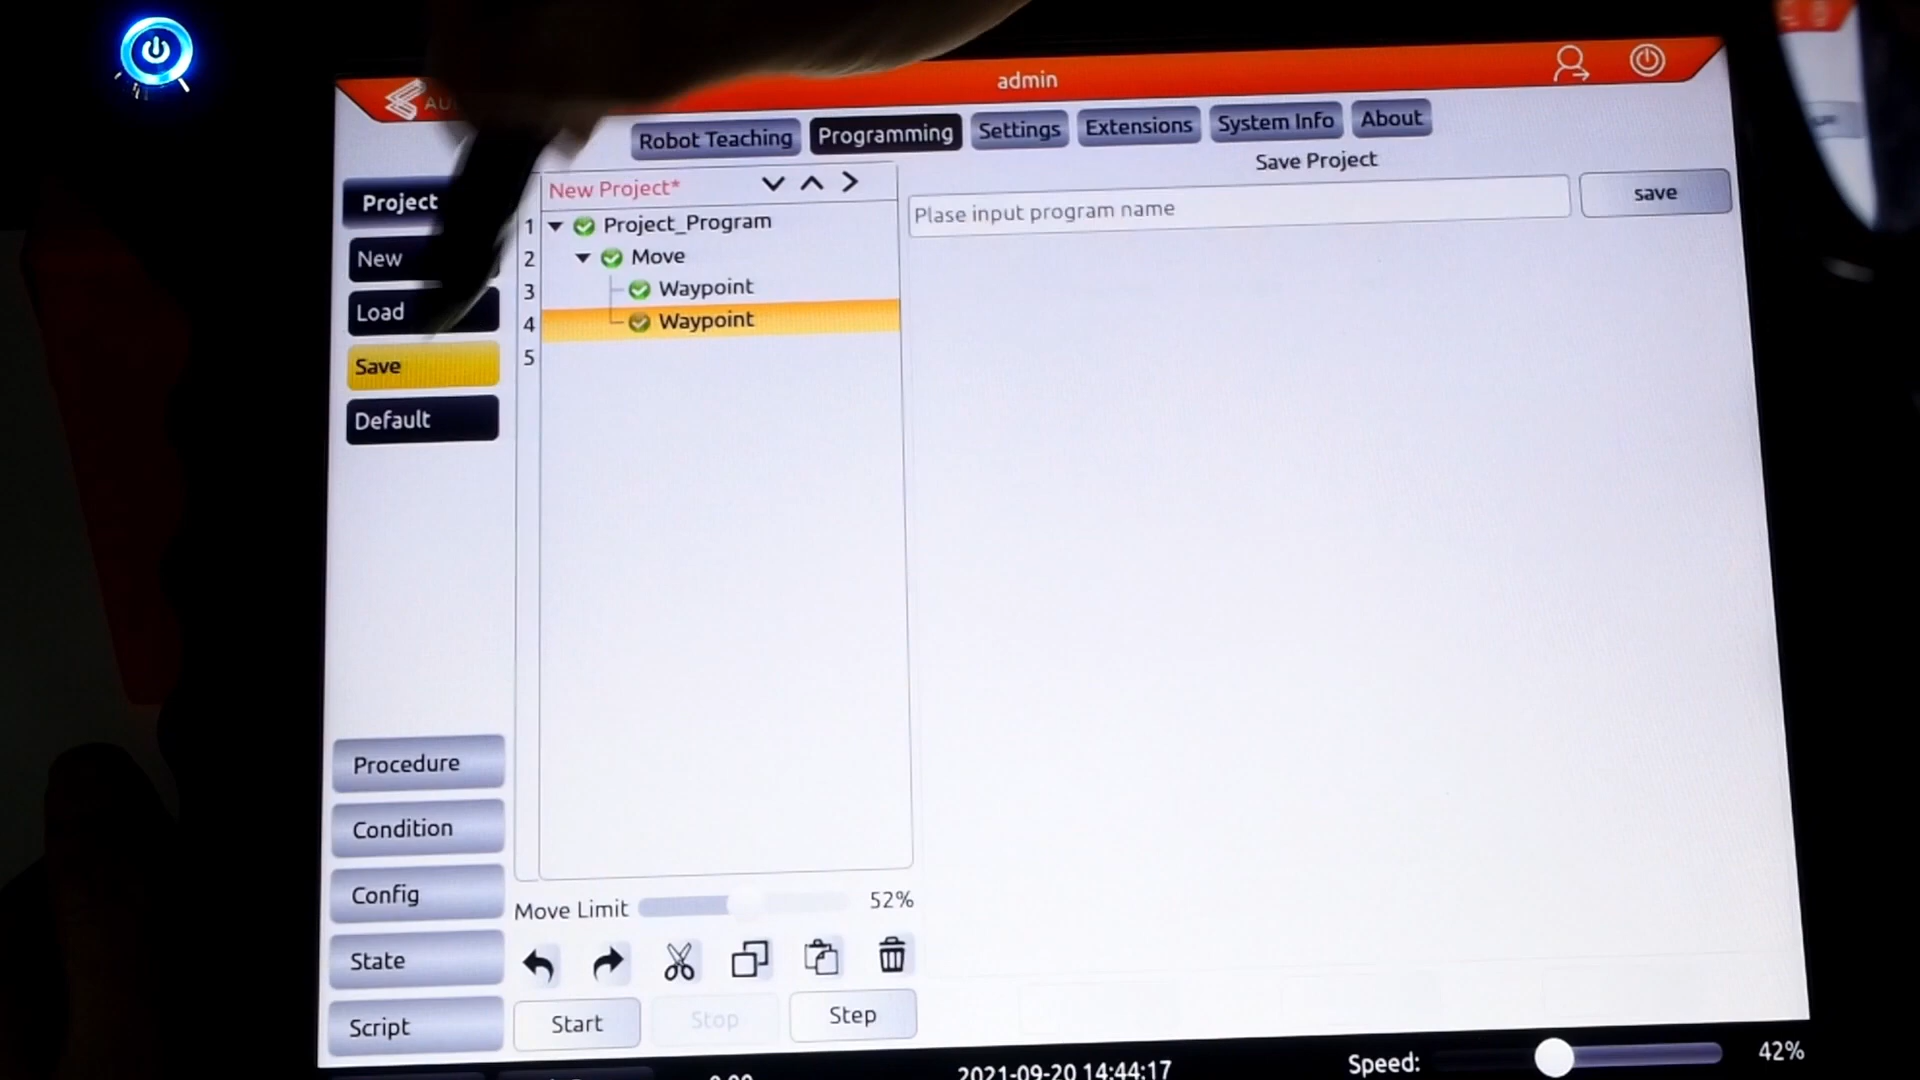 admin
AU
Robot Teaching
Programming
Settings
Extensions
System Info
About
Project
New
Load
Save
Default
New Project*
1
Project_Program
2
Move
3
Waypoint
4
Waypoint
5
Save Project
Plase input program name
save
Procedure
Condition
Config
State
Script
Move Limit
52%
Start
Stop
Step
2021-09-20 14:44:17
Speed:
42%